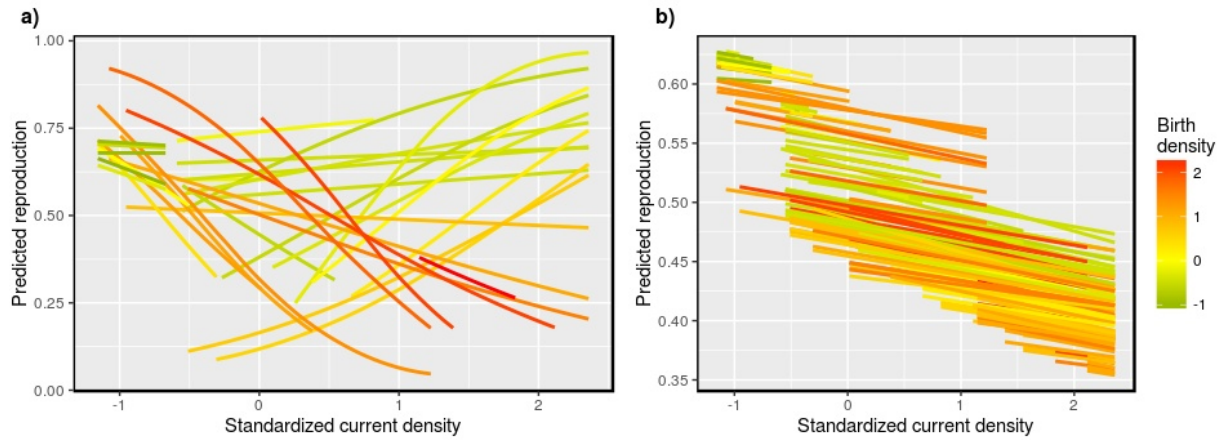 a)
Predicted reproduction
1.00
0.75
0.50
0.25
0.00
-1 0 1 2
Standardized current density
b)
Predicted reproduction
0.60
0.55
0.50
0.45
0.40
0.35
-1 0 1 2
Standardized current density
Birth
density
2
1
0
-1